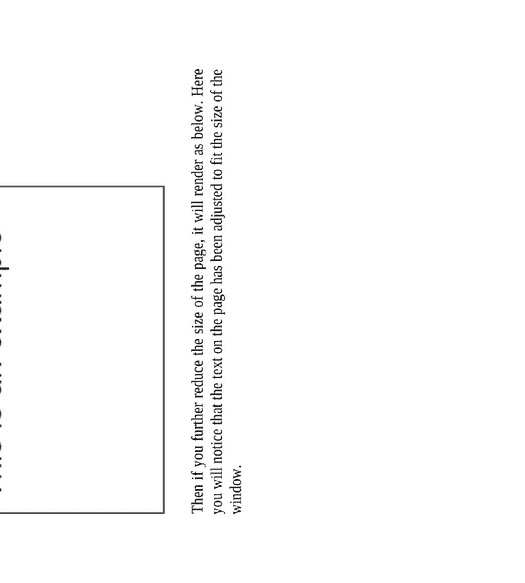 Then if you further reduce the size of the page, it will render as below. Here
you will notice that the text on the page has been adjusted to fit the size of the
window.